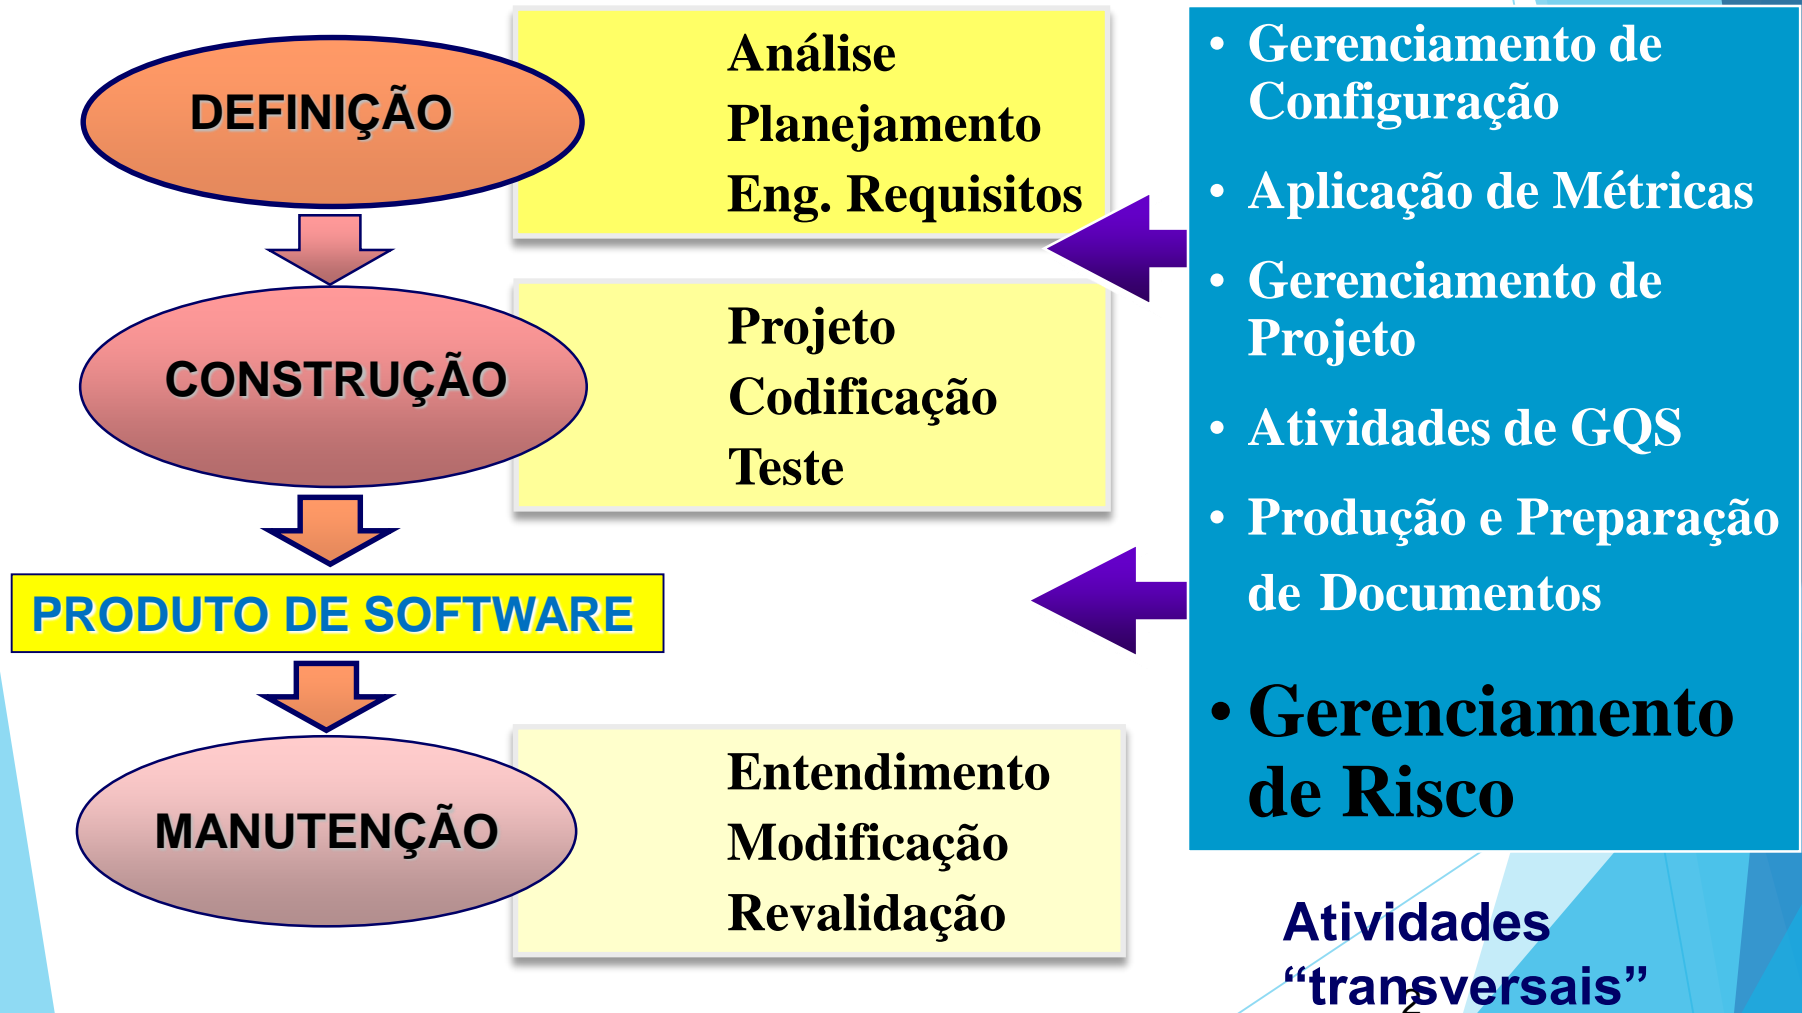 DEFINIÇÃO
Análise
Planejamento
Eng. Requisitos
CONSTRUÇÃO
Projeto
Codificação
Teste
PRODUTO DE SOFTWARE
MANUTENÇÃO
Entendimento
Modificação
Revalidação
• Gerenciamento de
Configuração
• Aplicação de Métricas
• Gerenciamento de
Projeto
• Atividades de GQS
• Produção e Preparação
de Documentos
• Gerenciamento
de Risco
Atividades
“transversais”
2